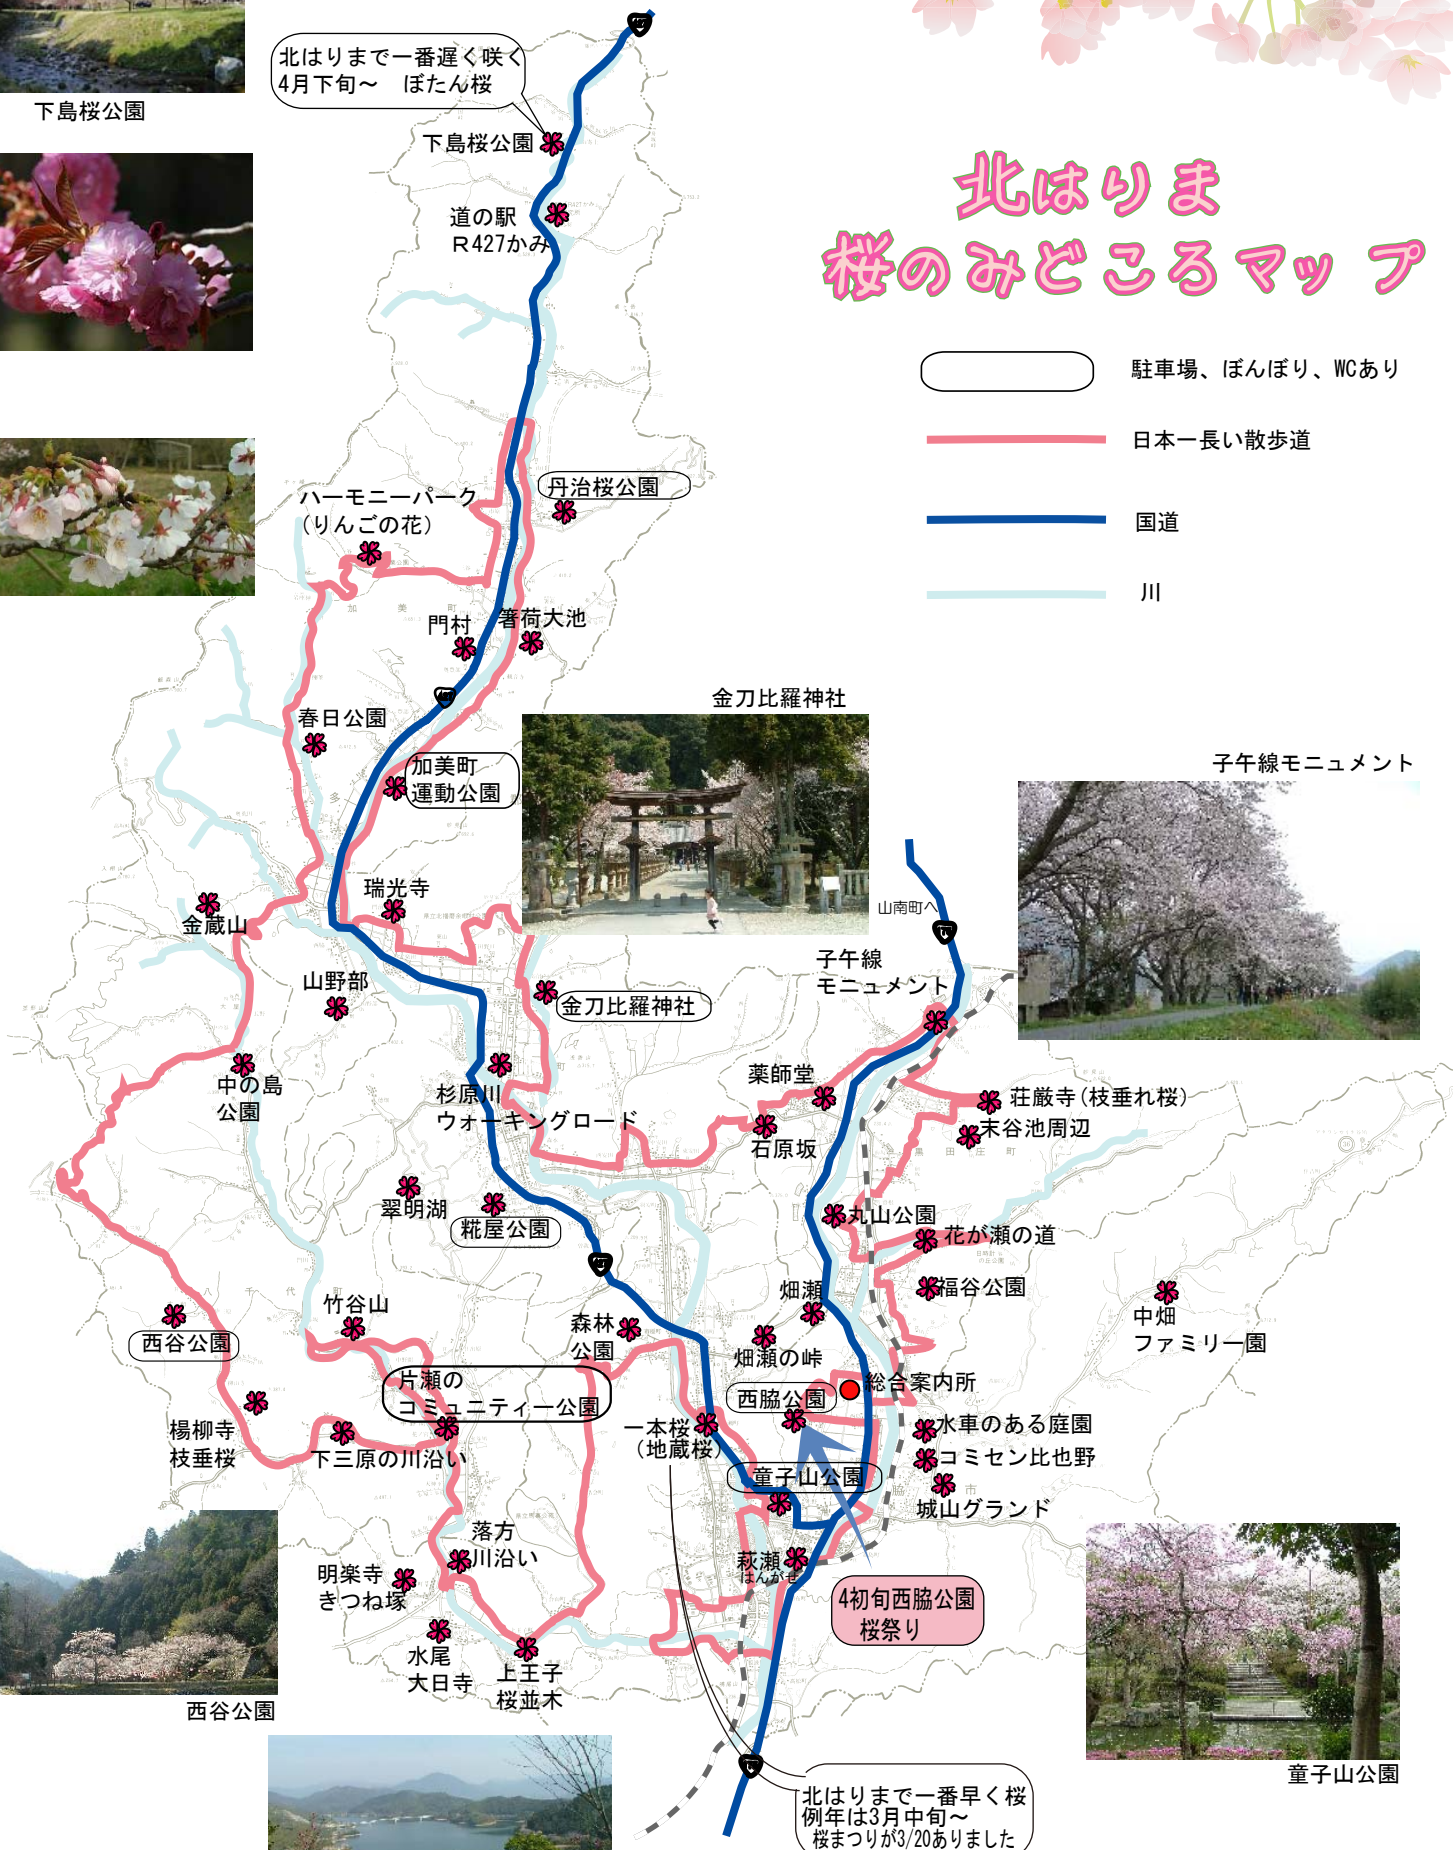 下島桜公園
北はりまで一番遅く咲く
4月下旬～　ぼたん桜
下島桜公園
道の駅
R427かみ
北はりま
桜のみどころマップ
駐車場、ぼんぼり、WCあり
日本一長い散歩道
国道
川
ハーモニーパーク
(りんごの花)
丹治桜公園
門村
箸荷大池
春日公園
加美町
運動公園
金刀比羅神社
子午線モニュメント
瑞光寺
金蔵山
山南町へ
子午線
モニュメント
山野部
金刀比羅神社
中の島
公園
杉原川
ウォーキングロード
薬師堂
石原坂
荘厳寺(枝垂れ桜)
末谷池周辺
翠明湖
糀屋公園
丸山公園
花が瀬の道
福谷公園
畑瀬
中畑
ファミリー園
竹谷山
西谷公園
森林
公園
畑瀬の峠
片瀬の
コミュニティー公園
西脇公園
総合案内所
楊柳寺
枝垂桜
下三原の川沿い
一本桜
(地蔵桜)
水車のある庭園
コミセン比也野
童子山公園
城山グランド
落方
川沿い
明楽寺
きつね塚
萩瀬
はんがせ
4初旬西脇公園
桜祭り
水尾
大日寺
上王子
桜並木
西谷公園
童子山公園
北はりまで一番早く桜
例年は3月中旬～
桜まつりが3/20ありました